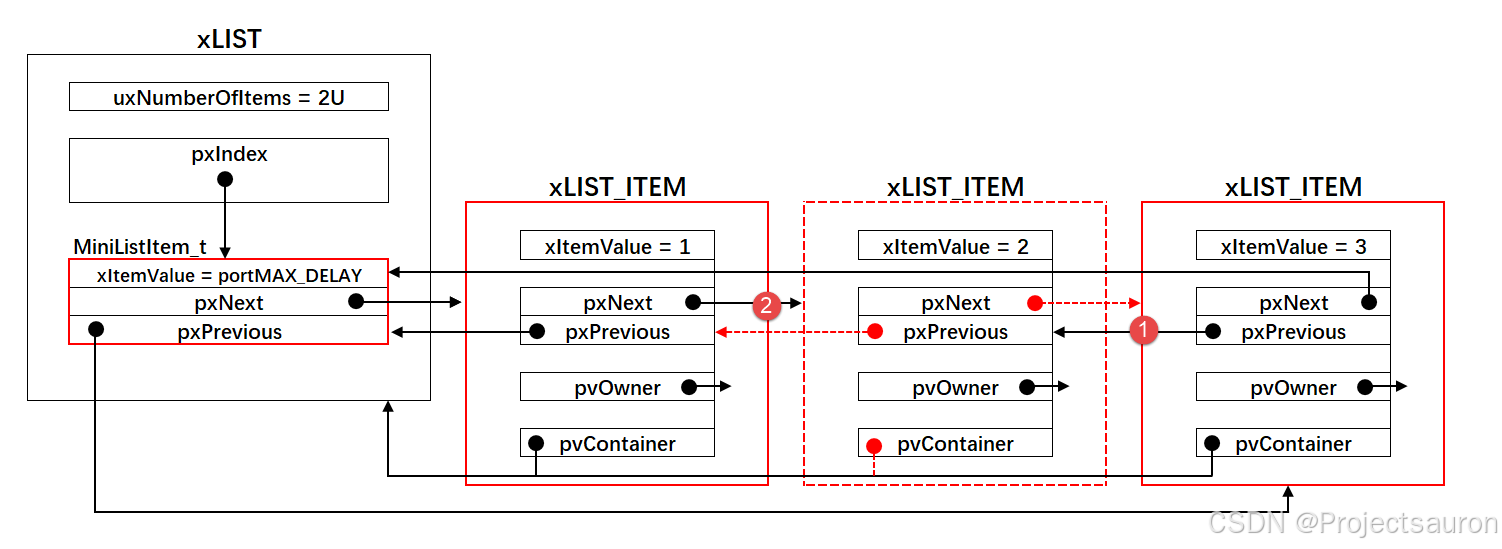 xLIST
uxNumberOfItems = 2U
pxIndex
MiniListItem_t
xItemValue = portMAX_DELAY
pxNext
pxPrevious
xLIST_ITEM
xItemValue = 1
pxNext
pxPrevious
pvOwner
pvContainer
2
xLIST_ITEM
xItemValue = 2
pxNext
pxPrevious
pvOwner
pvContainer
1
xLIST_ITEM
xItemValue = 3
pxNext
pxPrevious
pvOwner
pvContainer
CSDN @Projectsauron